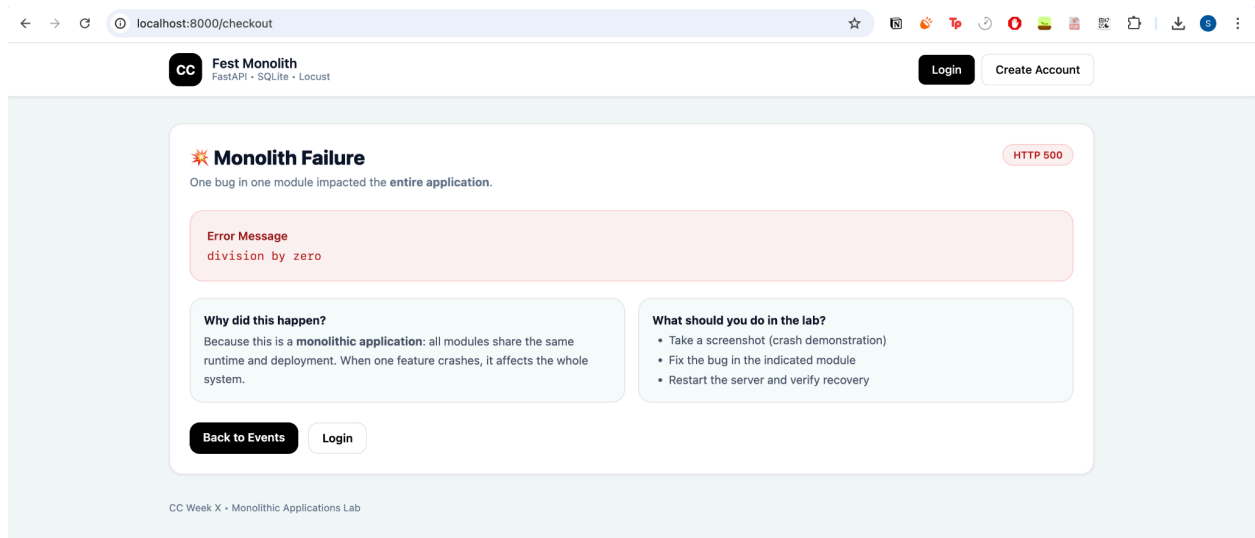 localhost:8000/checkout
CC
Fest Monolith
FastAPI • SQLite • Locust
Login
Create Account
Monolith Failure
HTTP 500
One bug in one module impacted the entire application.
Error Message
division by zero
Why did this happen?
Because this is a monolithic application: all modules share the same
runtime and deployment. When one feature crashes, it affects the whole
system.
What should you do in the lab?
• Take a screenshot (crash demonstration)
• Fix the bug in the indicated module
• Restart the server and verify recovery
Back to Events
Login
CC Week X • Monolithic Applications Lab